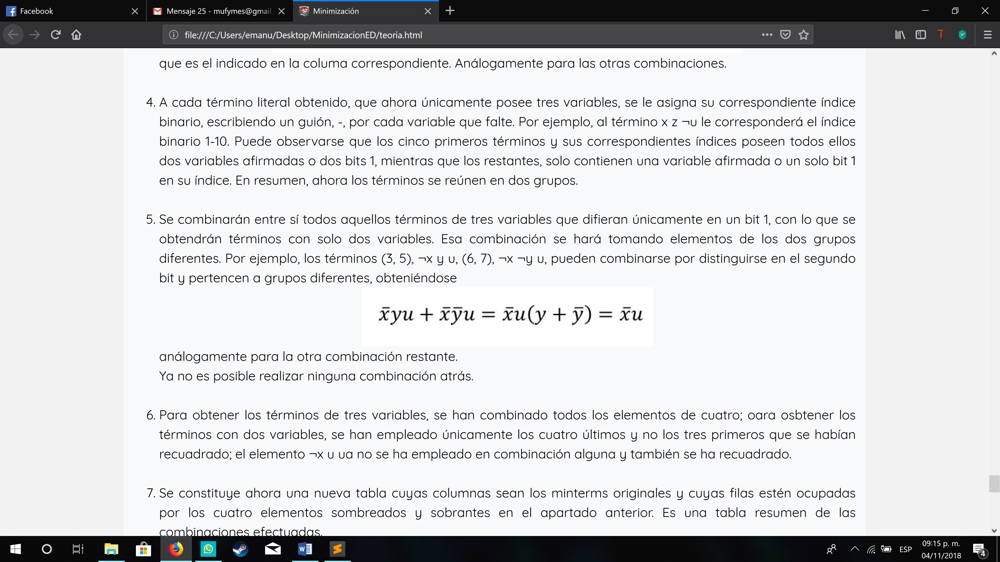 Facebook
Mensaje 25 - mufymes@gmail.
Minimización
file:///C:/Users/emanu/Desktop/MinimizacionED/teoria.html
que es el indicado en la columa correspondiente. Análogamente para las otras combinaciones.
4. A cada término literal obtenido, que ahora únicamente posee tres variables, se le asigna su correspondiente índice
binario, escribiendo un guión, -, por cada variable que falte. Por ejemplo, al término x z ¬u le corresponderá el índice
binario 1-10. Puede observarse que los cinco primeros términos y sus correspondientes índices poseen todos ellos
dos variables afirmadas o dos bits 1, mientras que los restantes, solo contienen una variable afirmada o un solo bit 1
en su índice. En resumen, ahora los términos se reúnen en dos grupos.
5. Se combinarán entre sí todos aquellos términos de tres variables que difieran únicamente en un bit 1, con lo que se
obtendrán términos con solo dos variables. Esa combinación se hará tomando elementos de los dos grupos
diferentes. Por ejemplo, los términos (3, 5), ¬x y u, (6, 7), ¬x ¬y u, pueden combinarse por distinguirse en el segundo
bit y pertencen a grupos diferentes, obteniéndose
x̄yu + x̄ȳu = x̄u(y + ȳ) = x̄u
análogamente para la otra combinación restante.
Ya no es posible realizar ninguna combinación atrás.
6. Para obtener los términos de tres variables, se han combinado todos los elementos de cuatro; oara osbtener los
términos con dos variables, se han empleado únicamente los cuatro últimos y no los tres primeros que se habían
recuadrado; el elemento ¬x u ua no se ha empleado en combinación alguna y también se ha recuadrado.
7. Se constituye ahora una nueva tabla cuyas columnas sean los minterms originales y cuyas filas estén ocupadas
por los cuatro elementos sombreados y sobrantes en el apartado anterior. Es una tabla resumen de las
combinaciones efectuadas.
ESP
09:15 p. m.
04/11/2018
4